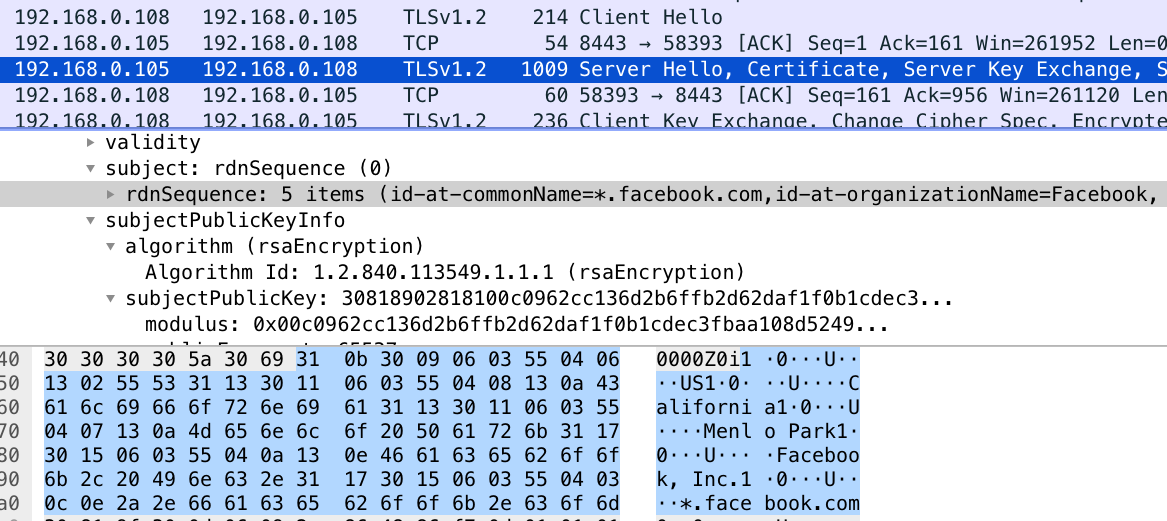 192.168.0.108 192.168.0.105 TLSv1.2 214 Client Hello
192.168.0.105 192.168.0.108 TCP 54 8443 → 58393 [ACK] Seq=1 Ack=161 Win=261952 Len=0
192.168.0.105 192.168.0.108 TLSv1.2 1009 Server Hello, Certificate, Server Key Exchange, S
192.168.0.108 192.168.0.105 TCP 60 58393 → 8443 [ACK] Seq=161 Ack=956 Win=261120 Len
192.168.0.108 192.168.0.105 TLSv1.2 236 Client Key Exchange, Change Cipher Spec, Encrypte
validity
subject: rdnSequence (0)
rdnSequence: 5 items (id-at-commonName=*.facebook.com,id-at-organizationName=Facebook,
subjectPublicKeyInfo
algorithm (rsaEncryption)
Algorithm Id: 1.2.840.113549.1.1.1 (rsaEncryption)
subjectPublicKey: 30818902818100c0962cc136d2b6ffb2d62daf1f0b1cdec3...
modulus: 0x00c0962cc136d2b6ffb2d62daf1f0b1cdec3fbaa108d5249...
40 30 30 30 30 5a 30 69 31 0b 30 09 06 03 55 04 06 0000Z0i1 ·0···U··
50 13 02 55 53 31 13 30 11 06 03 55 04 08 13 0a 43 ··US1·0· ··U····C
60 61 6c 69 66 6f 72 6e 69 61 31 13 30 11 06 03 55 aliforni a1·0···U
70 04 07 13 0a 4d 65 6e 6c 6f 20 50 61 72 6b 31 17 ····Menl o Park1·
80 30 15 06 03 55 04 0a 13 0e 46 61 63 65 62 6f 6f 0···U··· ·Faceboo
90 6b 2c 20 49 6e 63 2e 31 17 30 15 06 03 55 04 03 k, Inc.1 ·0···U··
a0 0c 0e 2a 2e 66 61 63 65 62 6f 6f 6b 2e 63 6f 6d ··*.face book.com